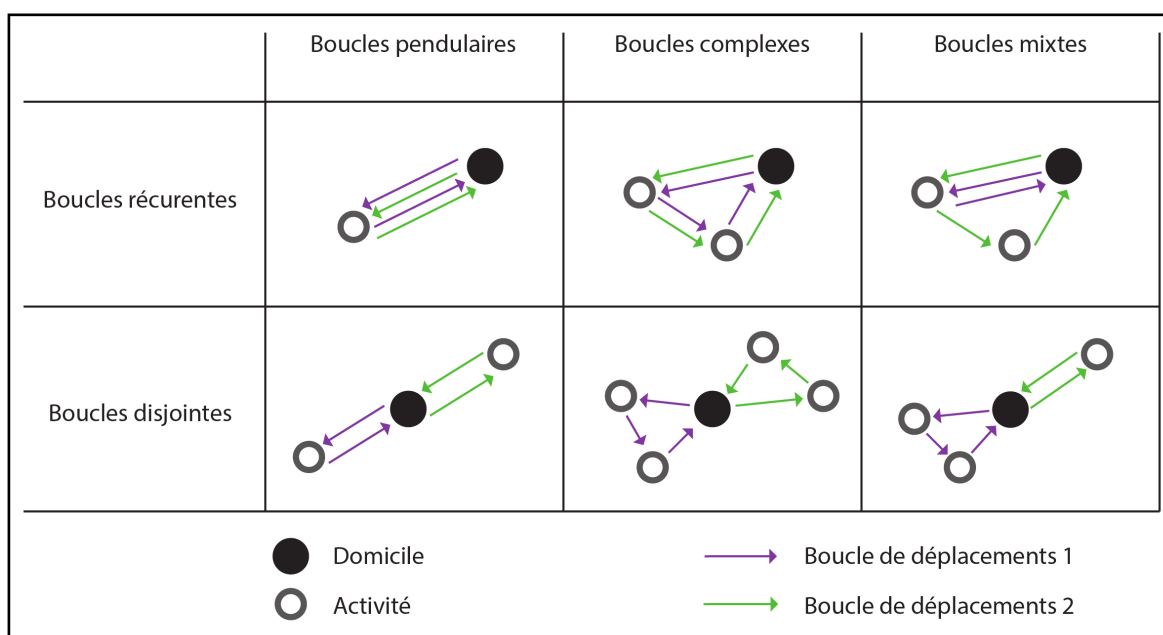 Boucles pendulaires
Boucles complexes
Boucles mixtes
Boucles récurentes
Boucles disjointes
Domicile
Boucle de déplacements 1
Activité
Boucle de déplacements 2